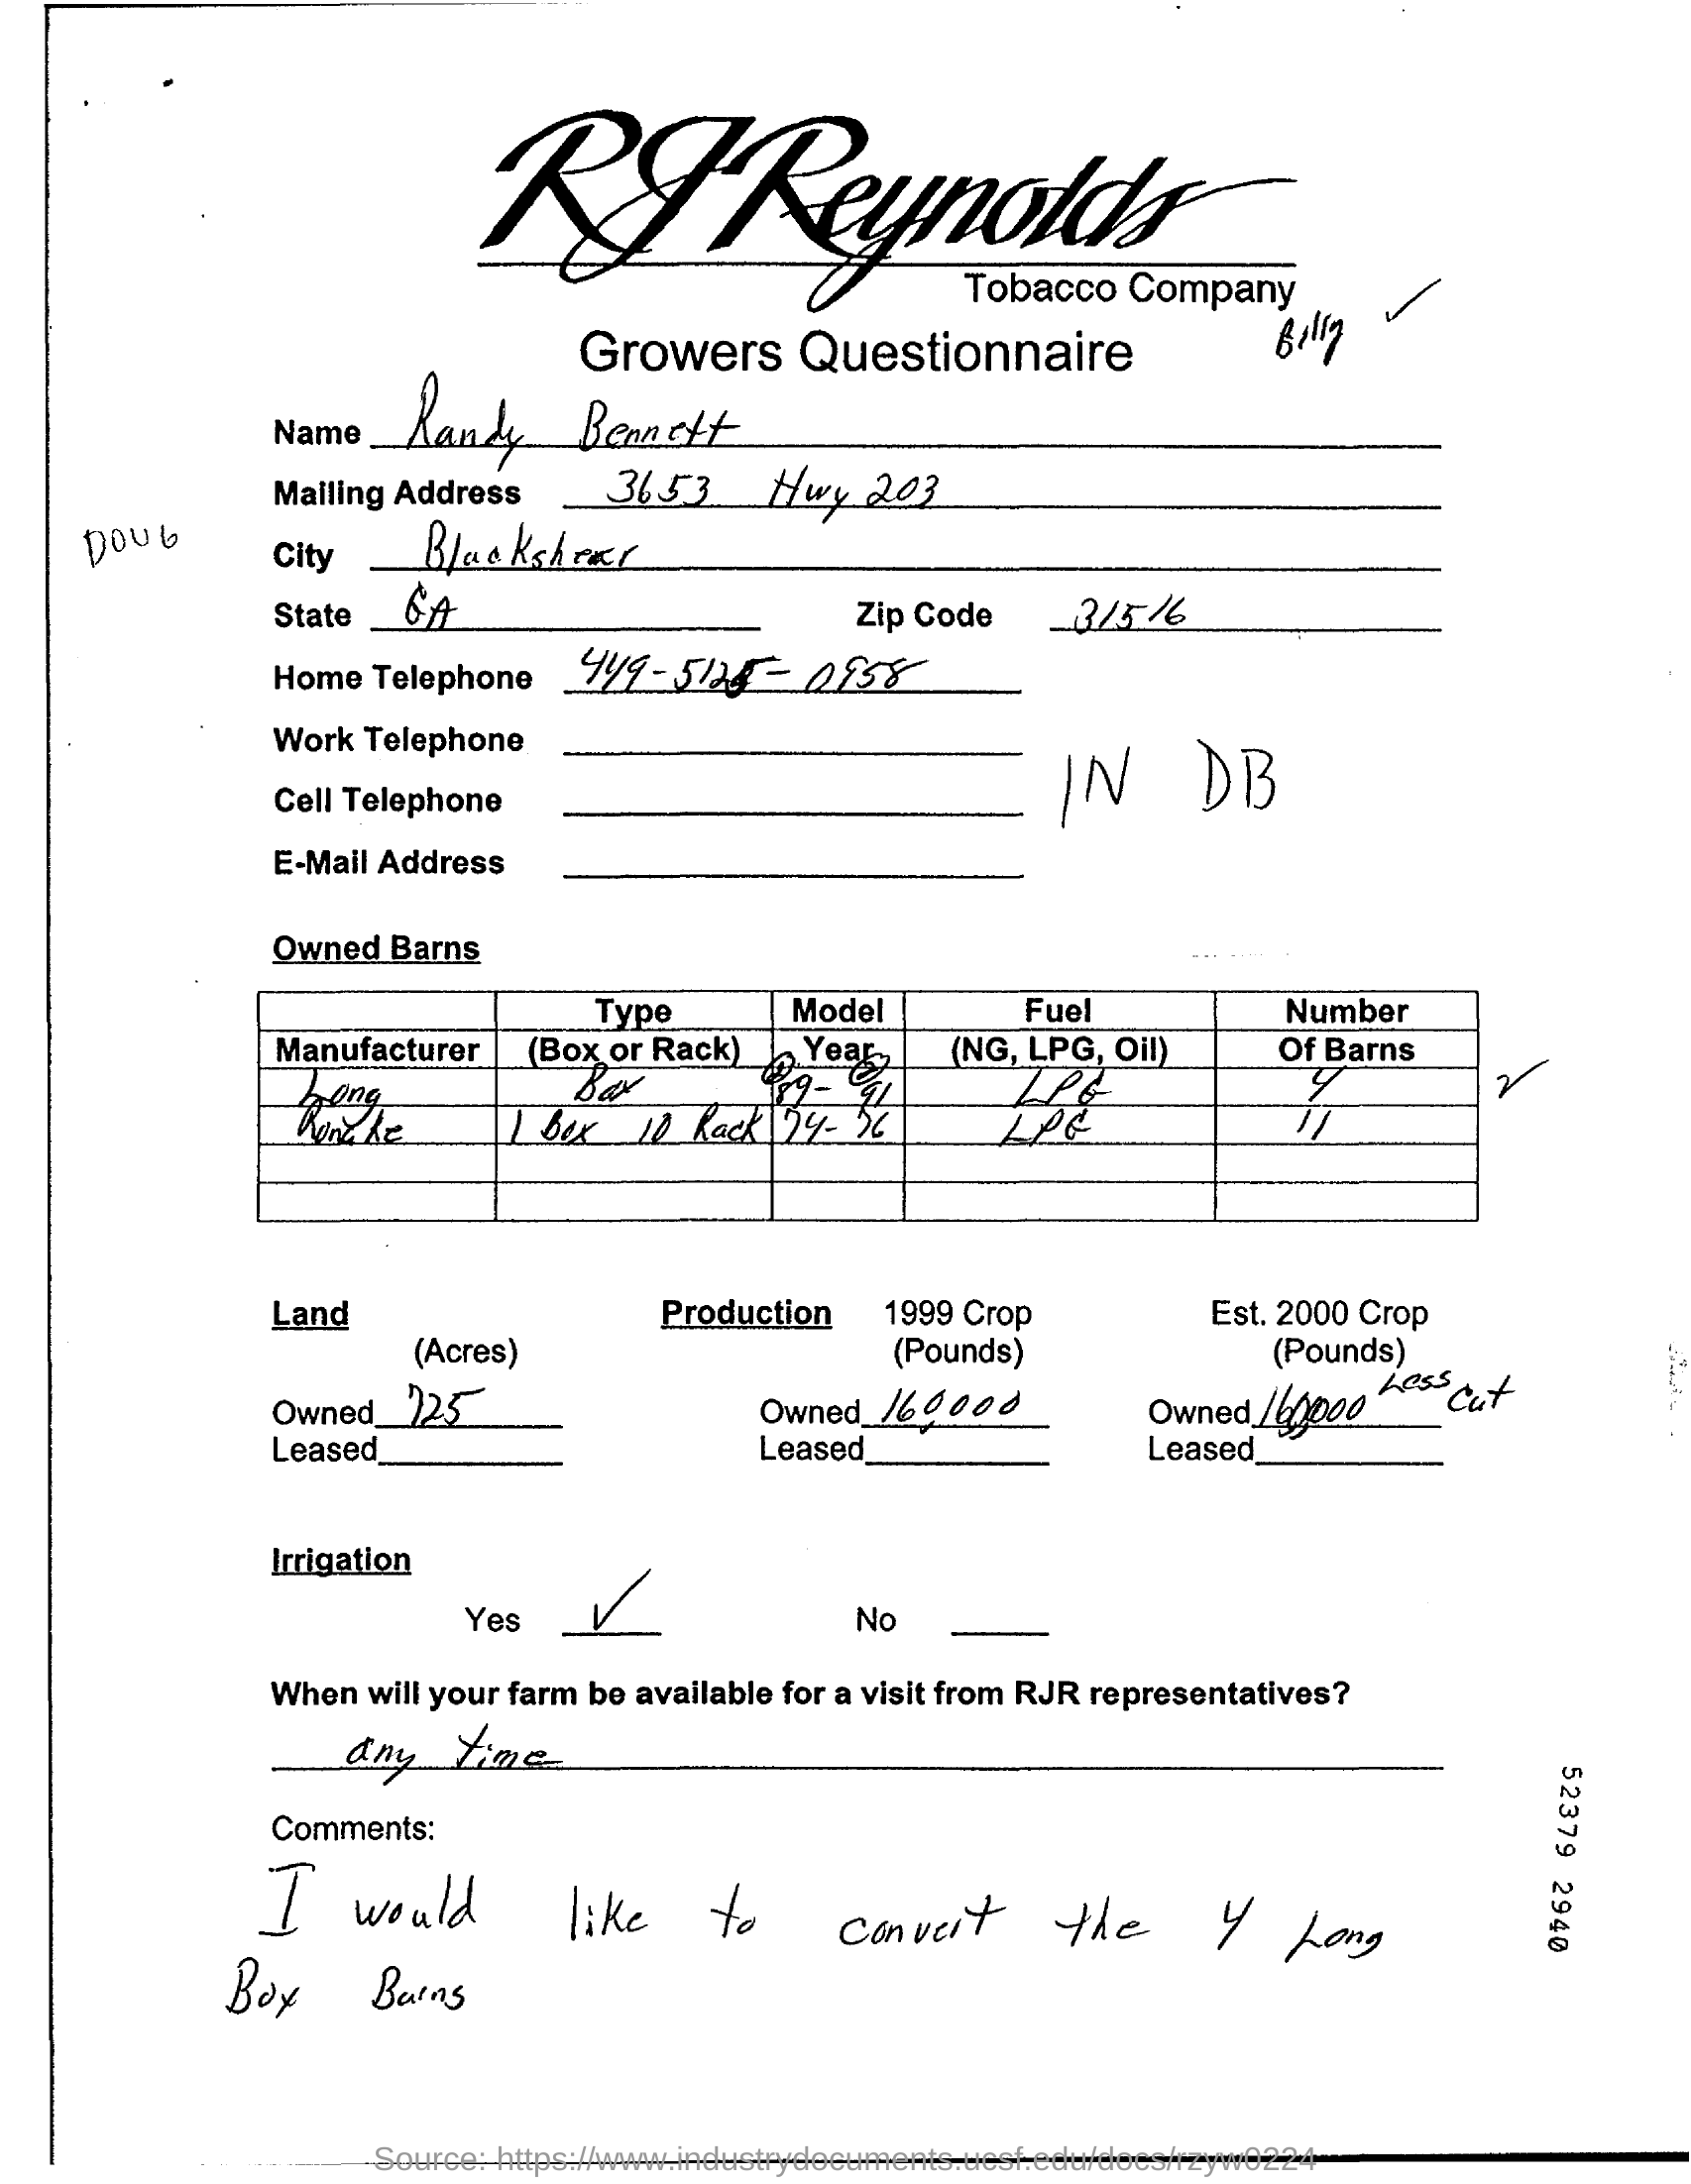 RJReynolds
Tobacco Company
Billy
Growers Questionnaire
Name Randy Bennett
Mailing Address 3653 Hwy 203
DOUG
City Blackshear
State GA Zip Code 31516
Home Telephone 449-5125-0958
Work Telephone
Cell Telephone
IN DB
E-Mail Address
Owned Barns
Manufacturer Type (Box or Rack) Model Year Fuel (NG, LPG, Oil) Number Of Barns
Long Box 89- 91 LPG 4
1 Box 10 Rack 74-76 LPG 11
Land Production 1999 Crop Est. 2000 Crop
(Acres) (Pounds) (Pounds)
Owned 725 Owned 160,000 Owned 160,000 Less Cut
Leased Leased Leased
Irrigation
Yes ✓ No
When will your farm be available for a visit from RJR representatives?
any time
Comments:
I would like to convert the 4 Long
Box Barns
52379 2940
Source: https://www.industrydocuments.ucsf.edu/docs/rzyw0224